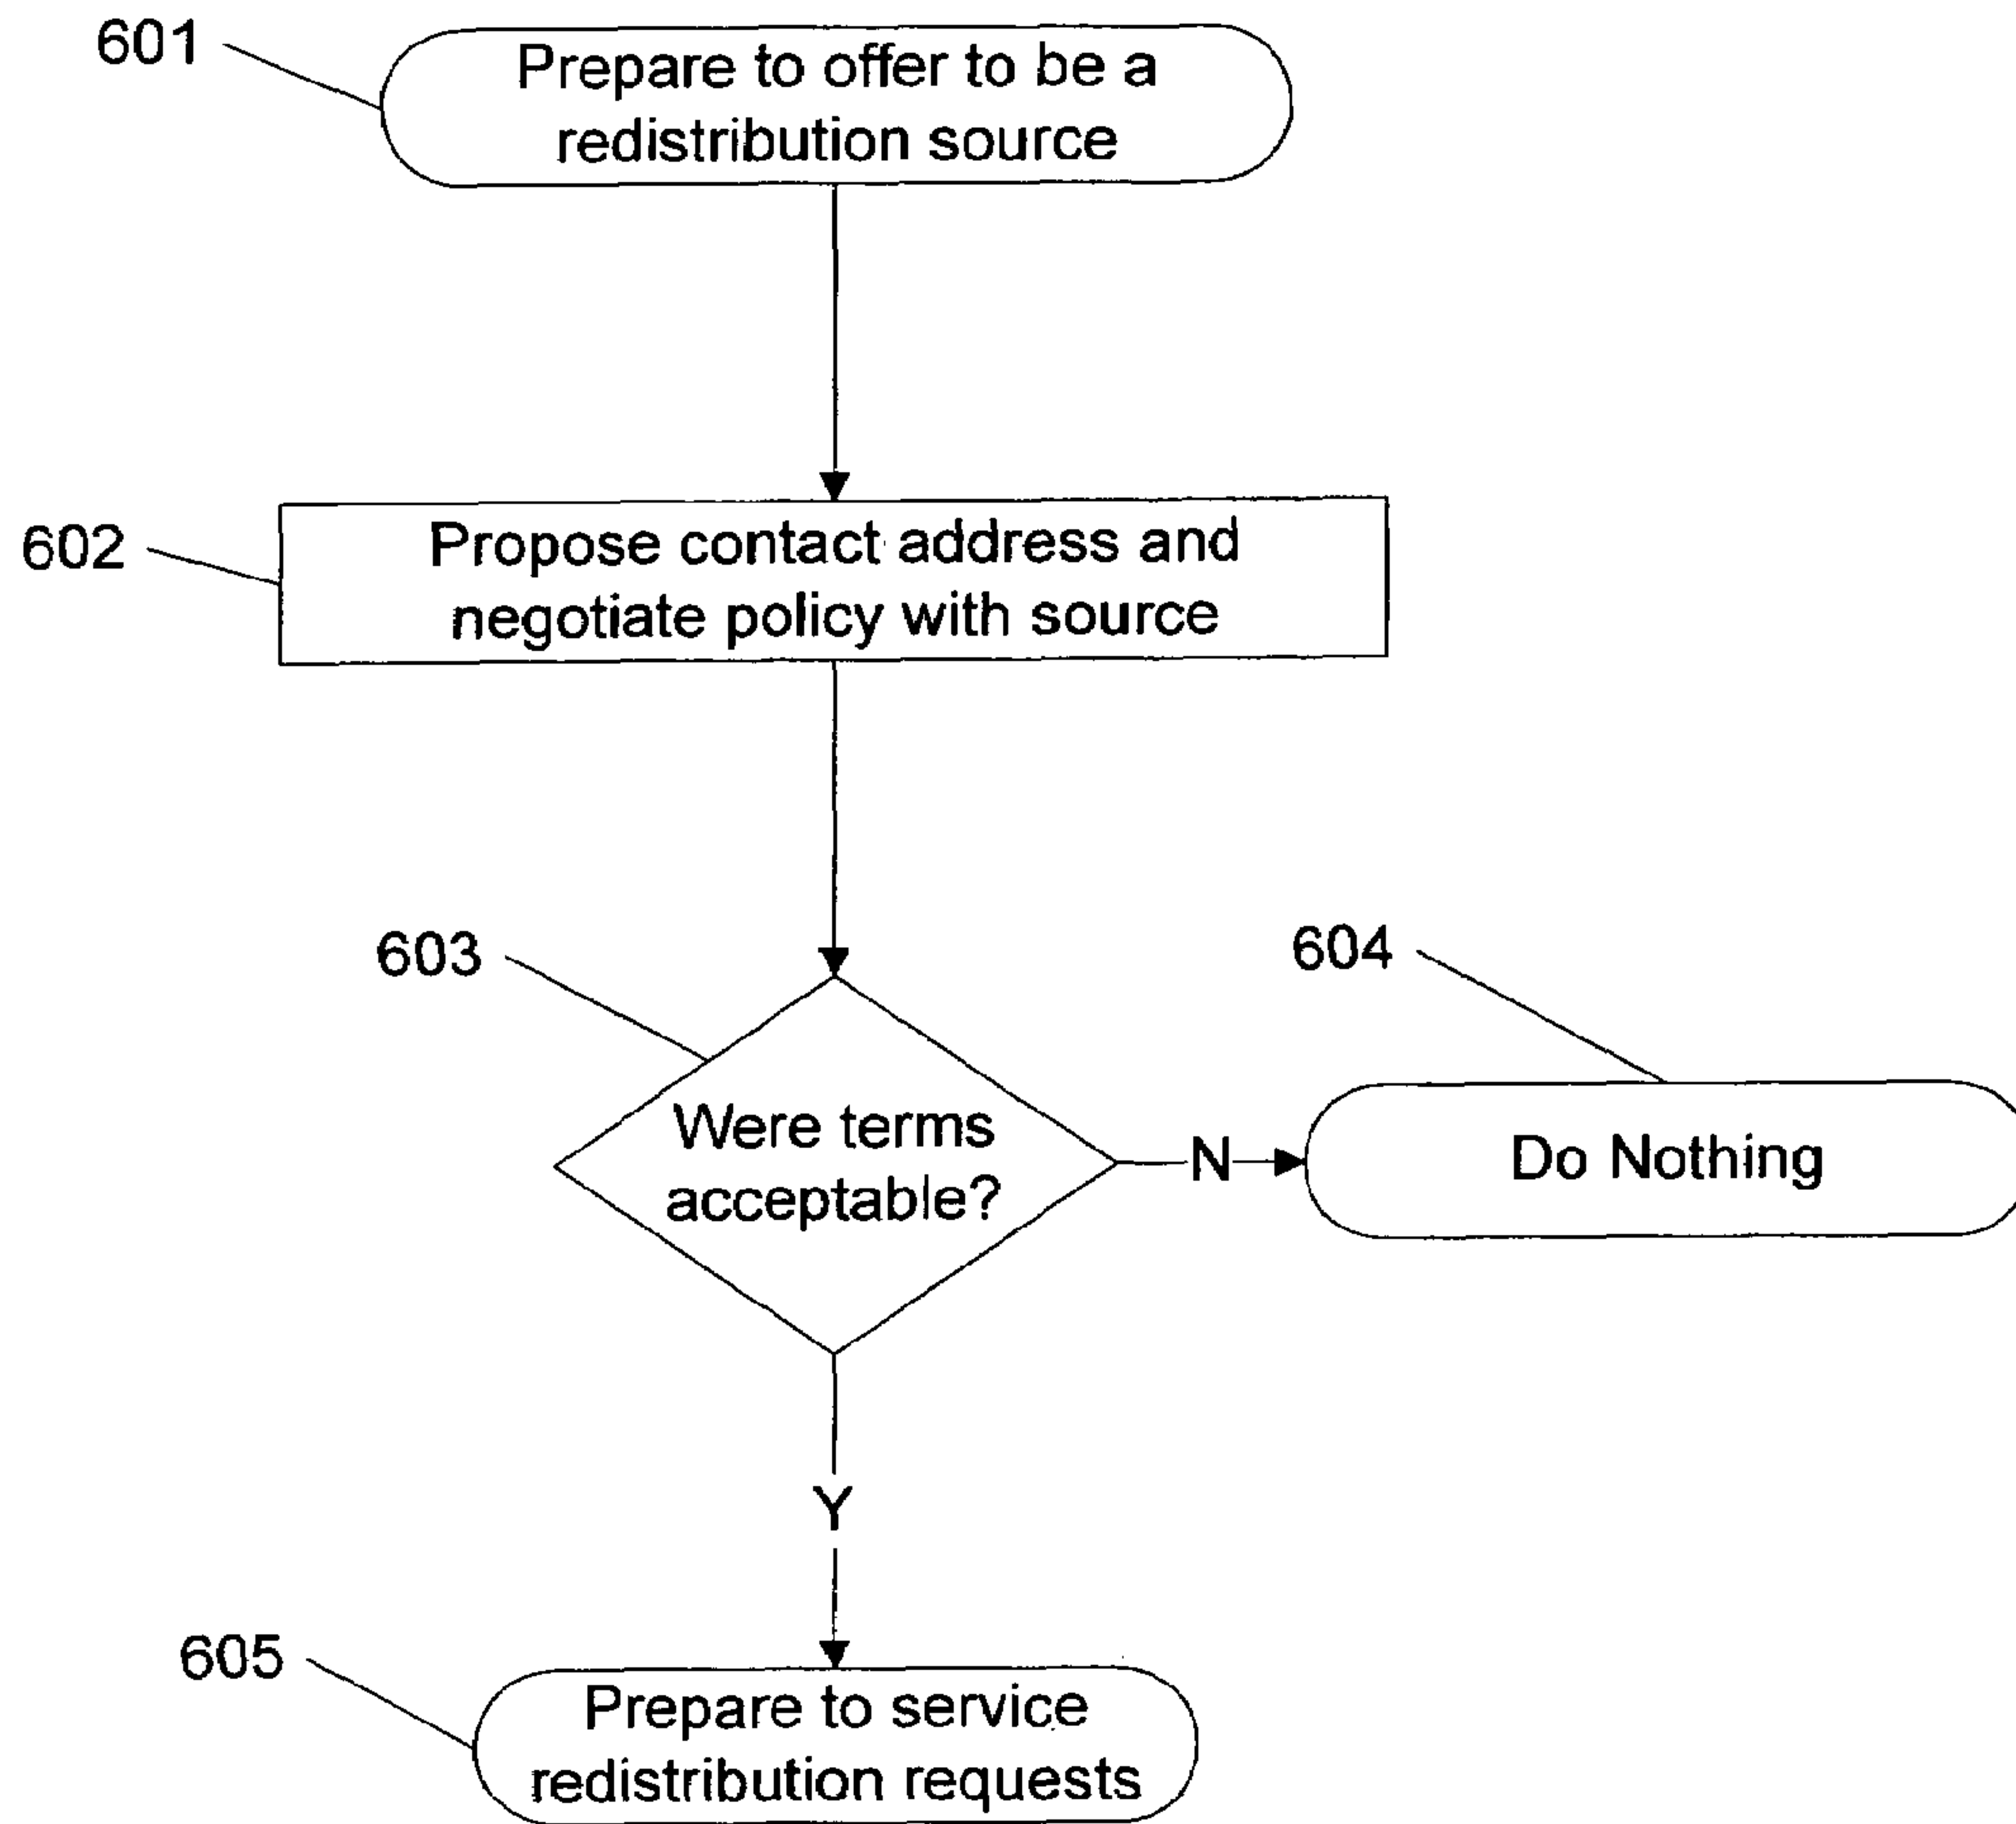 601
Prepare to offer to be a
redistribution source
602
Propose contact address and
negotiate policy with source
603
604
Were terms
acceptable?
N
Do Nothing
Y
605
Prepare to service
redistribution requests